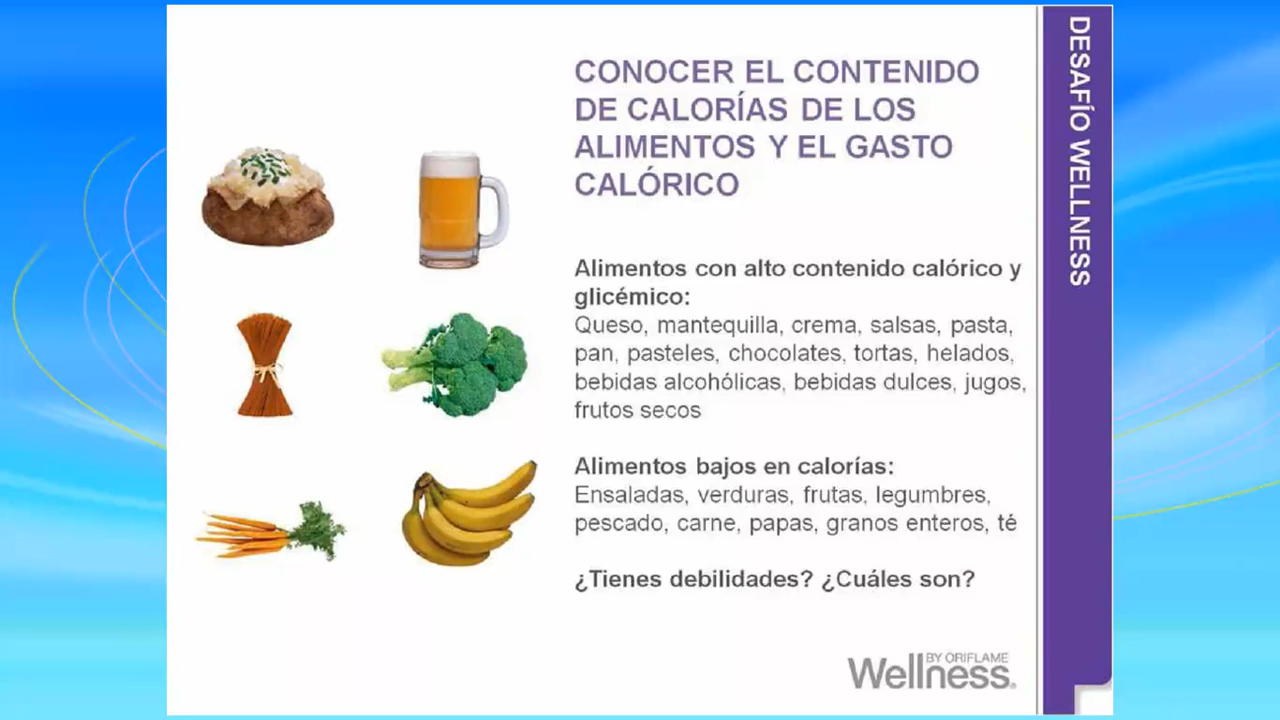 CONOCER EL CONTENIDO
DE CALORÍAS DE LOS
ALIMENTOS Y EL GASTO
CALÓRICO
Alimentos con alto contenido calórico y
glicémico:
Queso, mantequilla, crema, salsas, pasta,
pan, pasteles, chocolates, tortas, helados,
bebidas alcohólicas, bebidas dulces, jugos,
frutos secos
Alimentos bajos en calorías:
Ensaladas, verduras, frutas, legumbres,
pescado, carne, papas, granos enteros, té
¿Tienes debilidades? ¿Cuáles son?
BY ORIFLAME
Wellness®
DESAFÍO WELLNESS